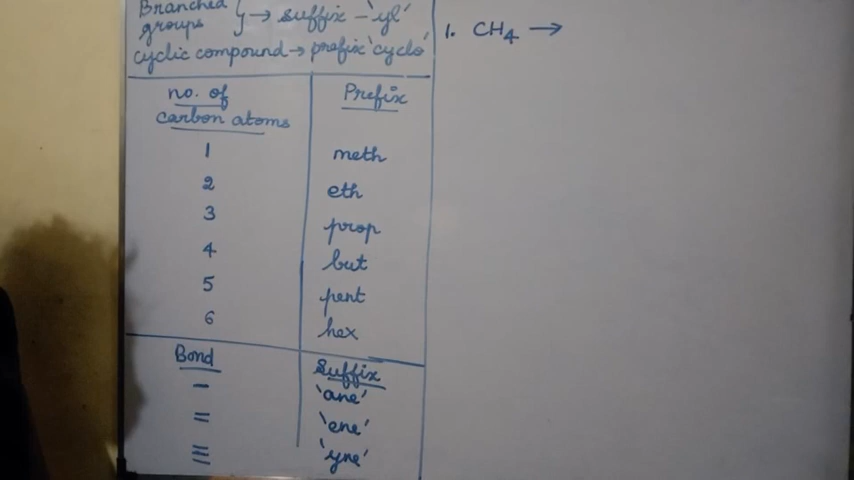 Branched
groups } → suffix - 'yl'
cyclic compound → prefix 'cyclo'
no. of carbon atoms Prefix
1 meth
2 eth
3 prop
4 but
5 pent
6 hex
Bond Suffix
- 'ane'
= 'ene'
≡ 'yne'
1. CH₄ →